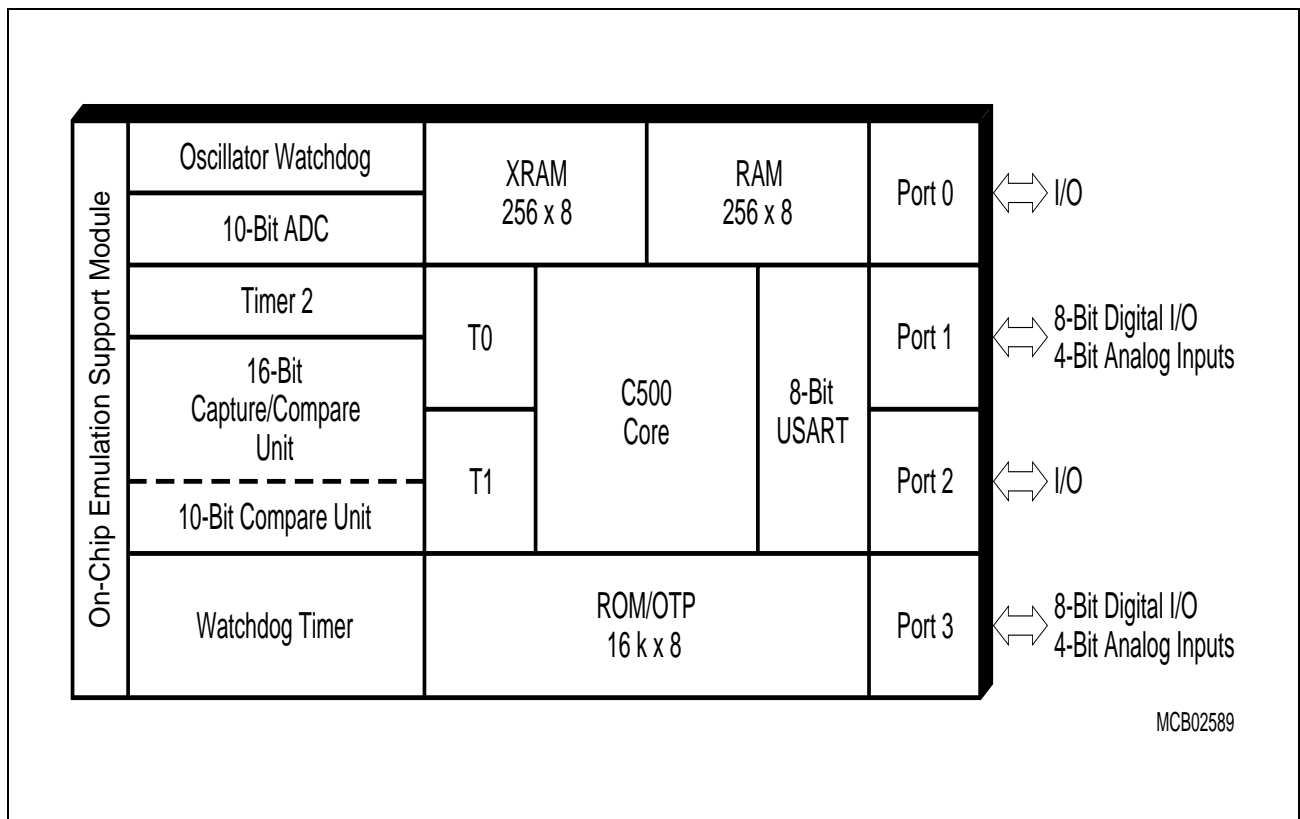 On-Chip Emulation Support Module
Oscillator Watchdog
10-Bit ADC
Timer 2
16-Bit
Capture/Compare
Unit
10-Bit Compare Unit
Watchdog Timer
XRAM
256 x 8
RAM
256 x 8
T0
T1
C500
Core
8-Bit
USART
ROM/OTP
16 k x 8
Port 0
I/O
Port 1
8-Bit Digital I/O
4-Bit Analog Inputs
Port 2
I/O
Port 3
8-Bit Digital I/O
4-Bit Analog Inputs
MCB02589